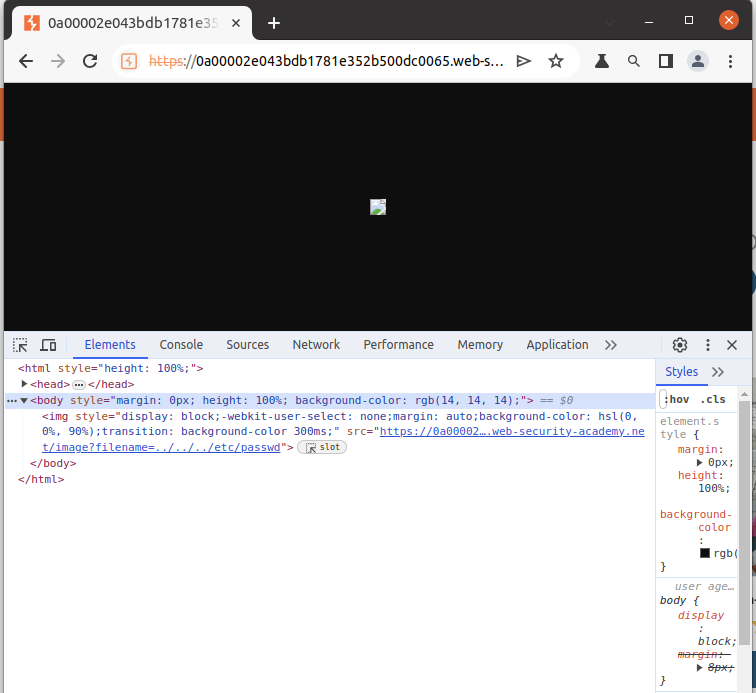 0a00002e043bdb1781e35
https://0a00002e043bdb1781e352b500dc0065.web-s...
Elements Console Sources Network Performance Memory Application
<html style="height: 100%;">
<head>…</head>
<body style="margin: 0px; height: 100%; background-color: rgb(14, 14, 14);"> == $0
<img style="display: block;-webkit-user-select: none;margin: auto;background-color: hsl(0,
0%, 90%);transition: background-color 300ms;" src="https://0a00002….web-security-academy.ne
t/image?filename=../../../etc/passwd"> slot
</body>
</html>
Styles
:hov .cls
element.s
tyle {
margin:
0px;
height:
100%;
background-
color
:
rgb(
}
user age…
body {
display
:
block;
margin:
8px;
}